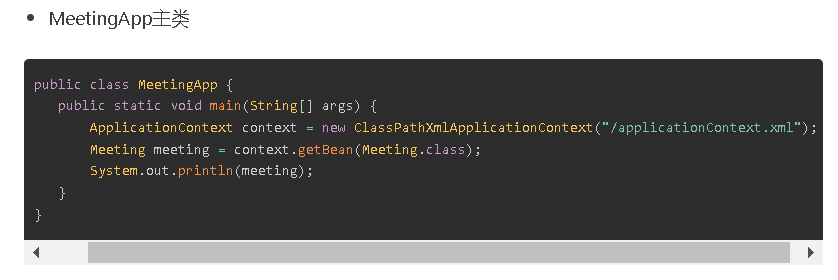 MeetingApp主类
public class MeetingApp {
public static void main(String[] args) {
ApplicationContext context = new ClassPathXmlApplicationContext("/applicationContext.xml");
Meeting meeting = context.getBean(Meeting.class);
System.out.println(meeting);
}
}